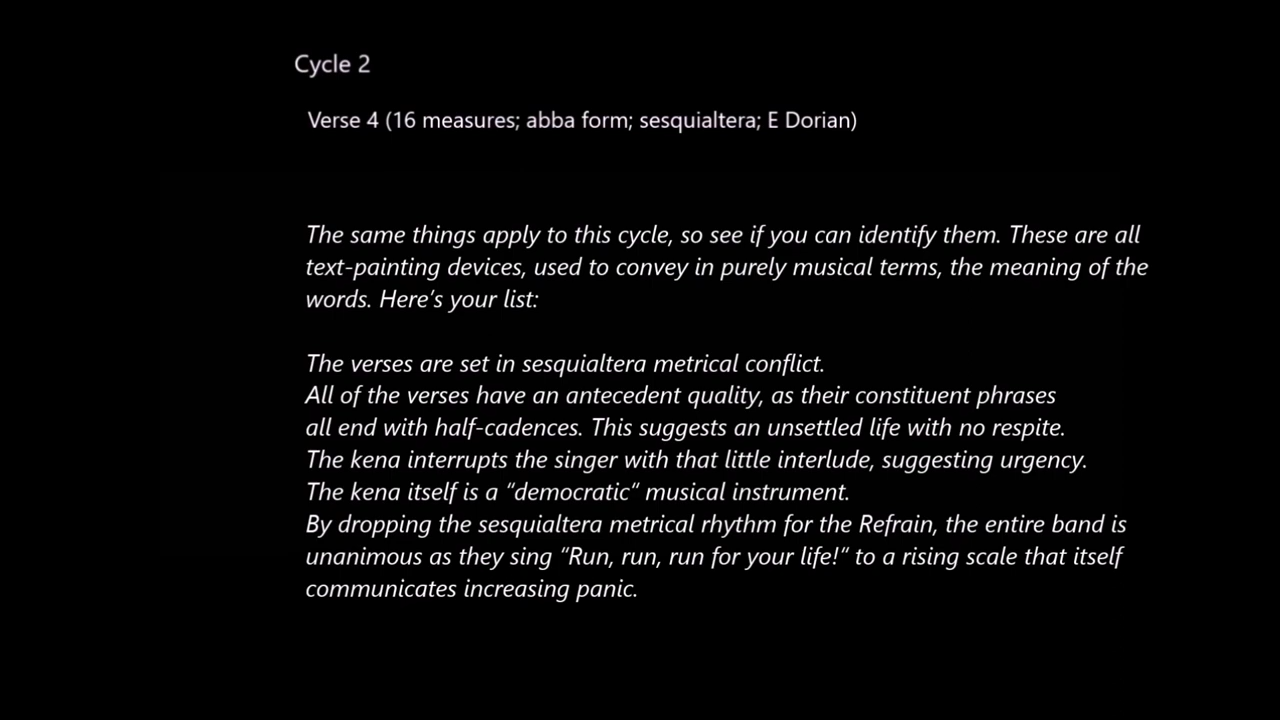 Cycle 2
Verse 4 (16 measures; abba form; sesquialtera; E Dorian)
The same things apply to this cycle, so see if you can identify them. These are all
text-painting devices, used to convey in purely musical terms, the meaning of the
words. Here’s your list:
The verses are set in sesquialtera metrical conflict.
All of the verses have an antecedent quality, as their constituent phrases
all end with half-cadences. This suggests an unsettled life with no respite.
The kena interrupts the singer with that little interlude, suggesting urgency.
The kena itself is a “democratic“ musical instrument.
By dropping the sesquialtera metrical rhythm for the Refrain, the entire band is
unanimous as they sing “Run, run, run for your life!“ to a rising scale that itself
communicates increasing panic.